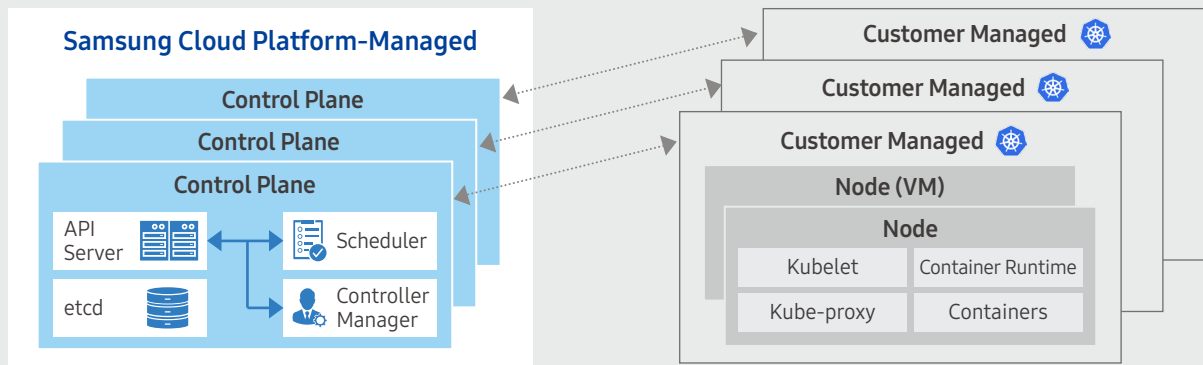 Samsung Cloud Platform-Managed
Control Plane
Control Plane
Control Plane
API
Server
Scheduler
etcd
Controller
Manager
Customer Managed
Customer Managed
Customer Managed
Node (VM)
Node
Kubelet
Container Runtime
Kube-proxy
Containers